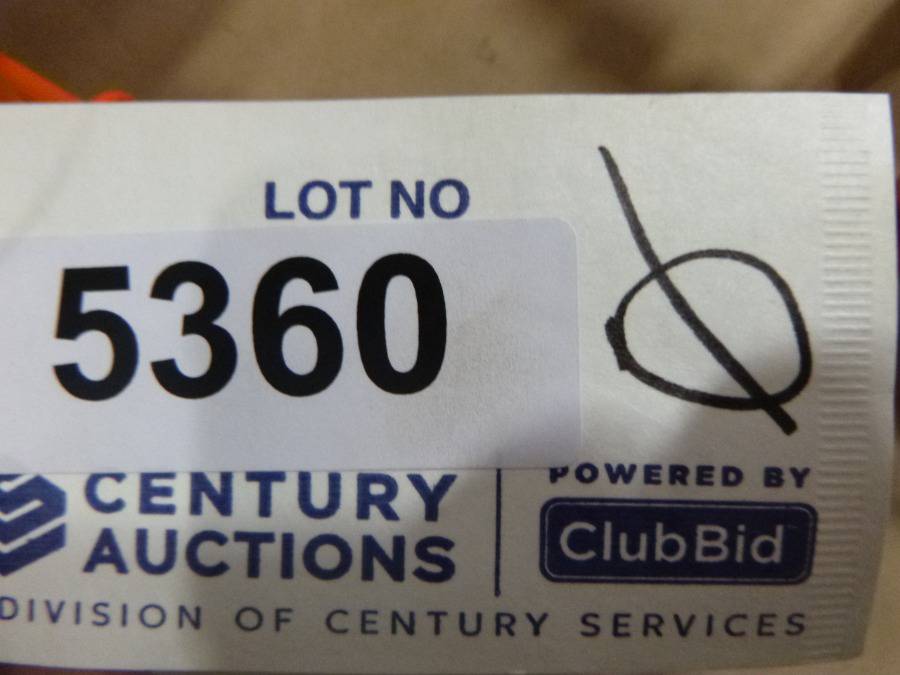 LOT NO
5360
CENTURY
AUCTIONS
POWERED BY
ClubBid
DIVISION OF CENTURY SERVICES